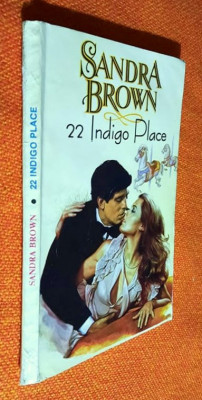 SANDRA
BROWN
22 Indigo Place
SANDRA BROWN • 22 INDIGO PLACE